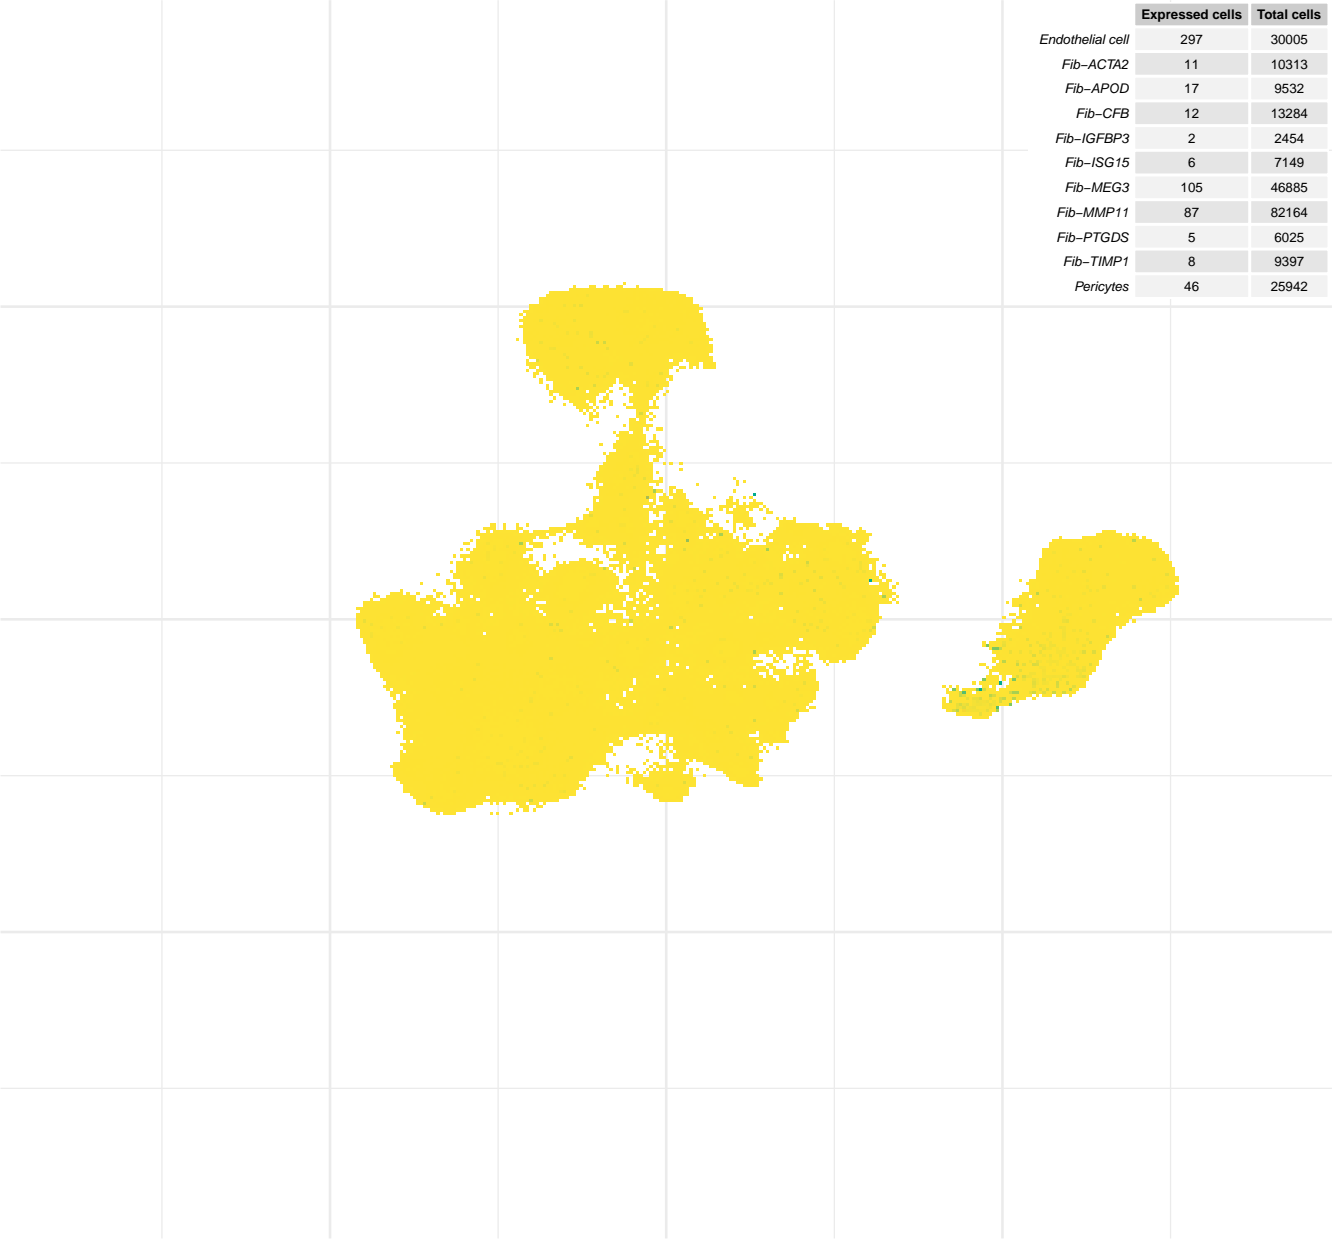 Expressed cells Total cells
Endothelial cell 297 30005
Fib−ACTA2 11 10313
Fib−APOD 17 9532
Fib−CFB 12 13284
Fib−IGFBP3 2 2454
Fib−ISG15 6 7149
Fib−MEG3 105 46885
Fib−MMP11 87 82164
Fib−PTGDS 5 6025
Fib−TIMP1 8 9397
Pericytes 46 25942